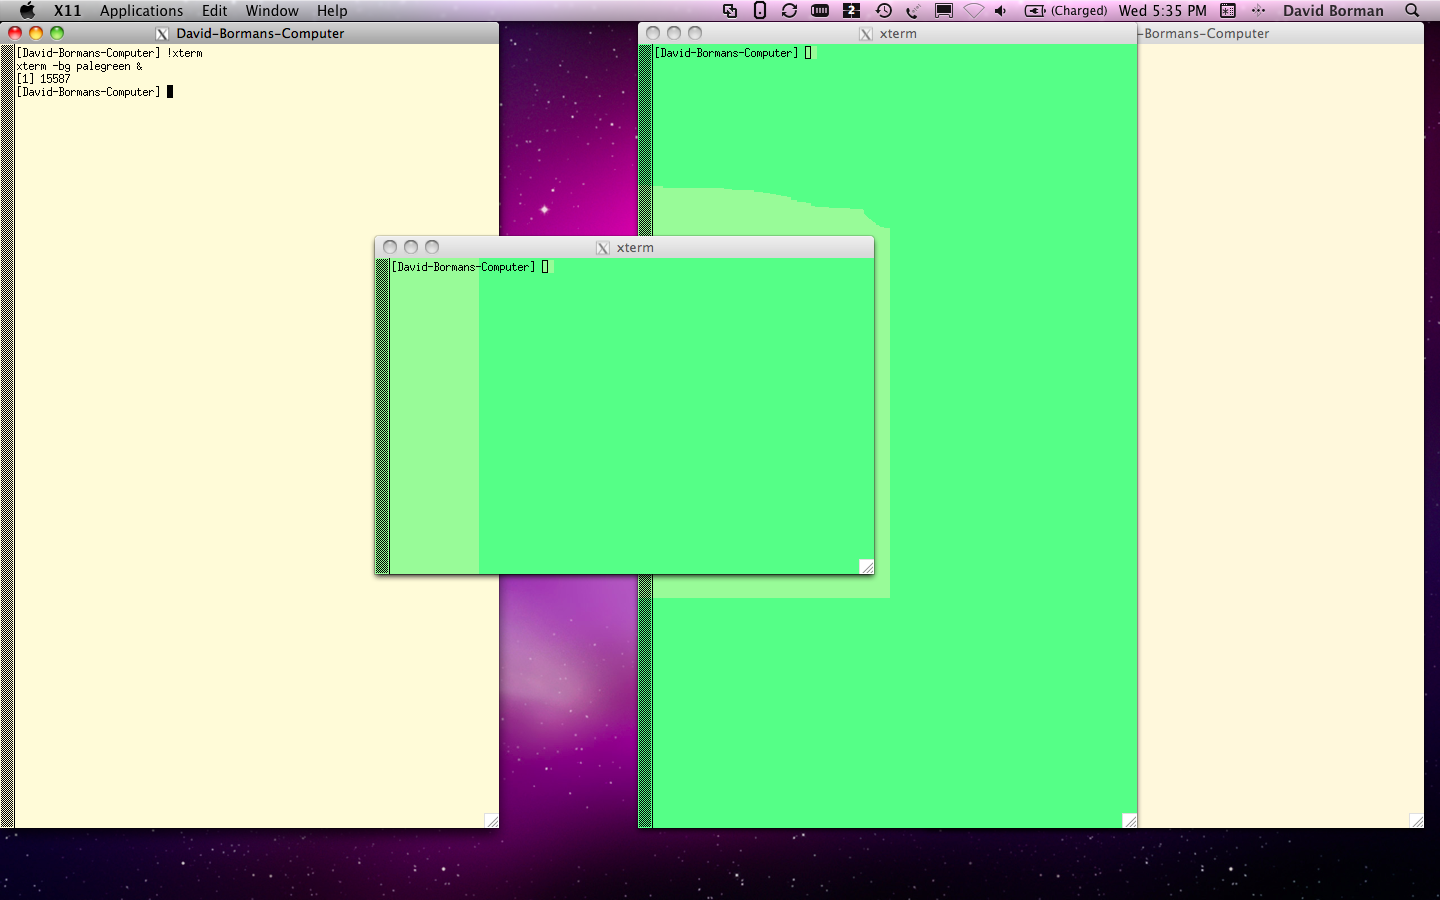 X11 Applications Edit Window Help
2 (Charged) Wed 5:35 PM David Borman
David-Bormans-Computer
[David-Bormans-Computer] !xterm
xterm -bg palegreen &
[1] 15587
[David-Bormans-Computer]
xterm
[David-Bormans-Computer]
-Bormans-Computer
xterm
[David-Bormans-Computer]